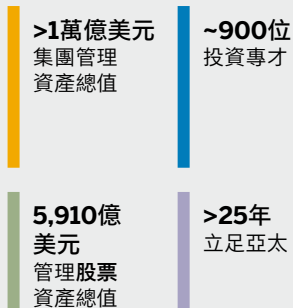 >1萬億美元
集團管理
資產總值
~900位
投資專才
5,910億
美元
管理股票
資產總值
>25年
立足亞太